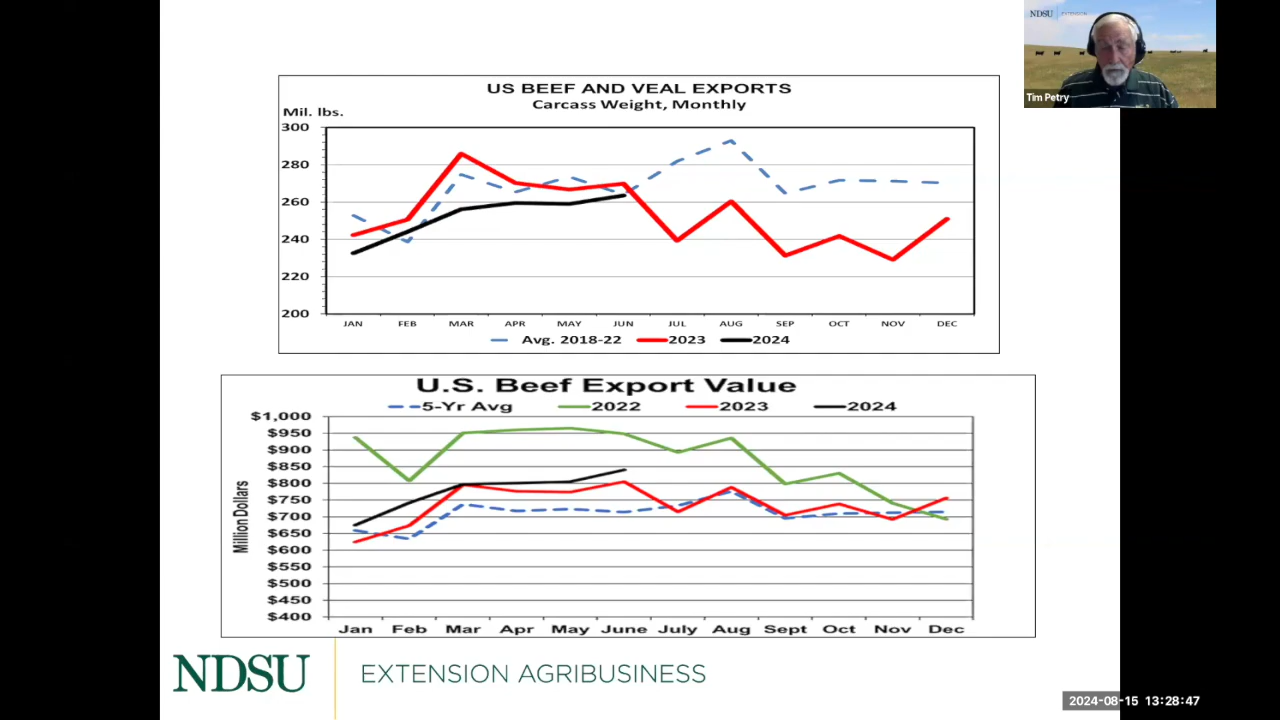 NDSU EXTENSION
Tim Petry
US BEEF AND VEAL EXPORTS
Carcass Weight, Monthly
Mil. lbs.
300
280
260
240
220
200
JAN FEB MAR APR MAY JUN JUL AUG SEP OCT NOV DEC
Avg. 2018-22 2023 2024
U.S. Beef Export Value
5-Yr Avg 2022 2023 2024
$1,000
$950
$900
$850
$800
$750
$700
$650
$600
$550
$500
$450
$400
Million Dollars
Jan Feb Mar Apr May June July Aug Sept Oct Nov Dec
NDSU EXTENSION AGRIBUSINESS
2024-08-15 13:28:47